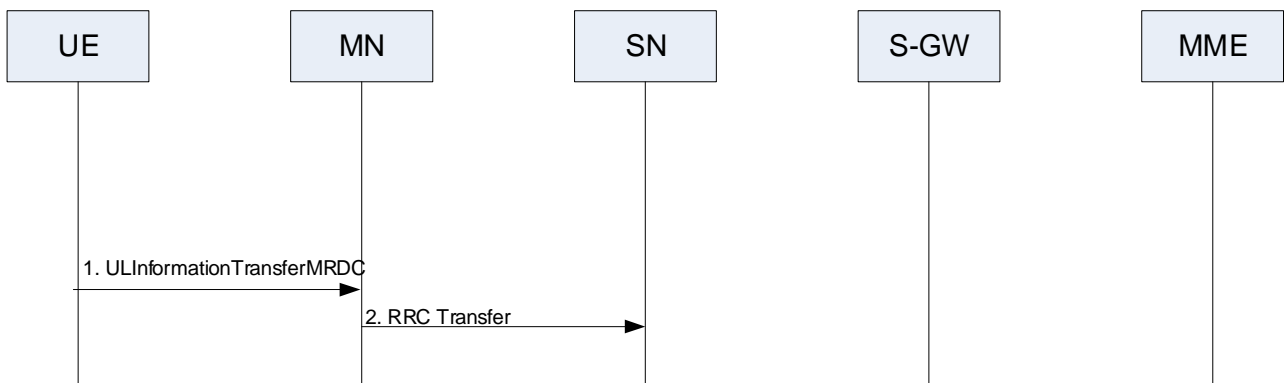 UE
MN
SN
S-GW
MME
1. ULInformationTransferMRDC
2. RRC Transfer